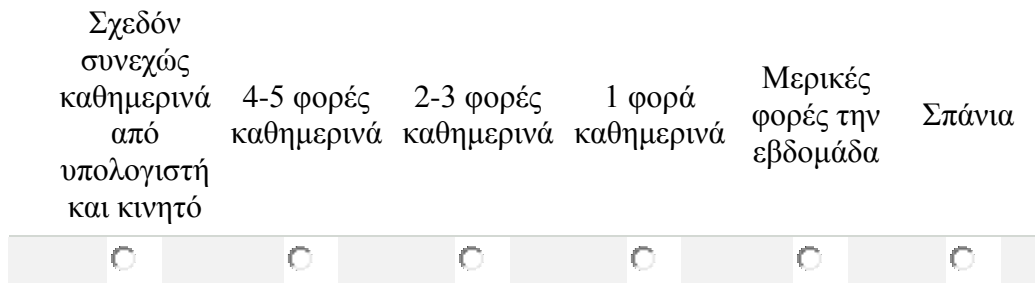 Σχεδόν
συνεχώς
καθημερινά
από
υπολογιστή
και κινητό
4-5 φορές
καθημερινά
2-3 φορές
καθημερινά
1 φορά
καθημερινά
Μερικές
φορές την
εβδομάδα
Σπάνια